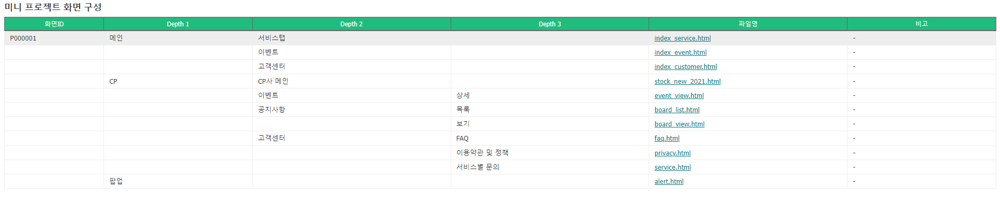 미니 프로젝트 화면 구성
화면ID Depth 1 Depth 2 Depth 3 파일명 비고
P000001 메인 서비스탭 index_service.html -
이벤트 index_event.html -
고객센터 index_customer.html -
CP CP사 메인 stock_new_2021.html -
이벤트 상세 event_view.html -
공지사항 목록 board_list.html -
보기 board_view.html -
고객센터 FAQ faq.html -
이용약관 및 정책 privacy.html -
서비스별 문의 service.html -
팝업 alert.html -